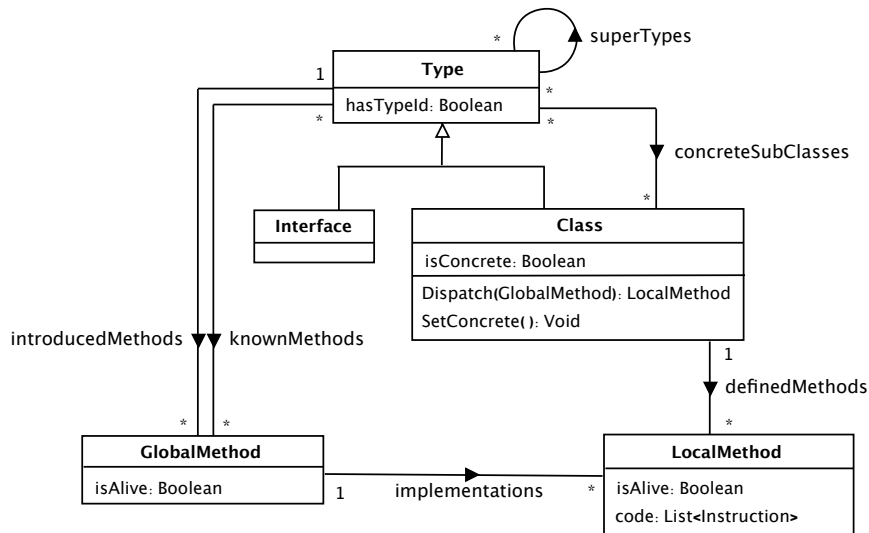 * superTypes
Type
1 *
hasTypeId: Boolean
* *
concreteSubClasses
*
Interface
Class
isConcrete: Boolean
Dispatch(GlobalMethod): LocalMethod
SetConcrete(): Void
introducedMethods knownMethods
1
definedMethods
* * *
GlobalMethod
isAlive: Boolean
1 implementations *
LocalMethod
isAlive: Boolean
code: List<Instruction>